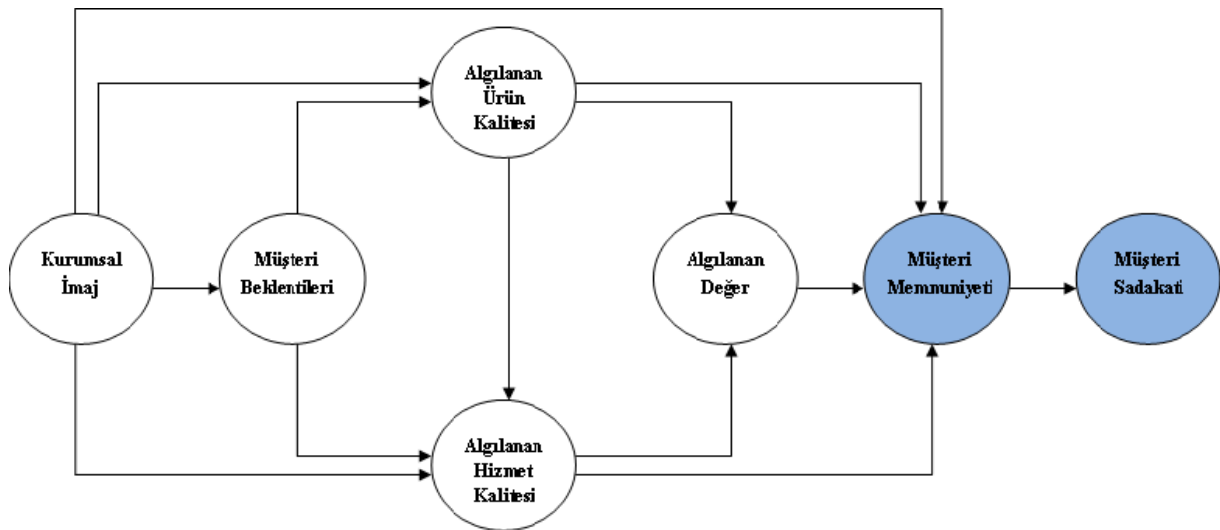 Algılanan
Ürün
Kalitesi
Kurumsal
İmaj
Müşteri
Beklentileri
Algılanan
Değer
Müşteri
Memnuniyeti
Müşteri
Sadakati
Algılanan
Hizmet
Kalitesi